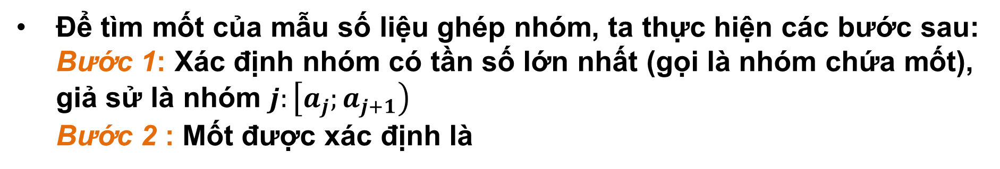 • Để tìm mốt của mẫu số liệu ghép nhóm, ta thực hiện các bước sau:
Bước 1: Xác định nhóm có tần số lớn nhất (gọi là nhóm chứa mốt),
giả sử là nhóm j: [a_j; a_{j+1})
Bước 2 : Mốt được xác định là